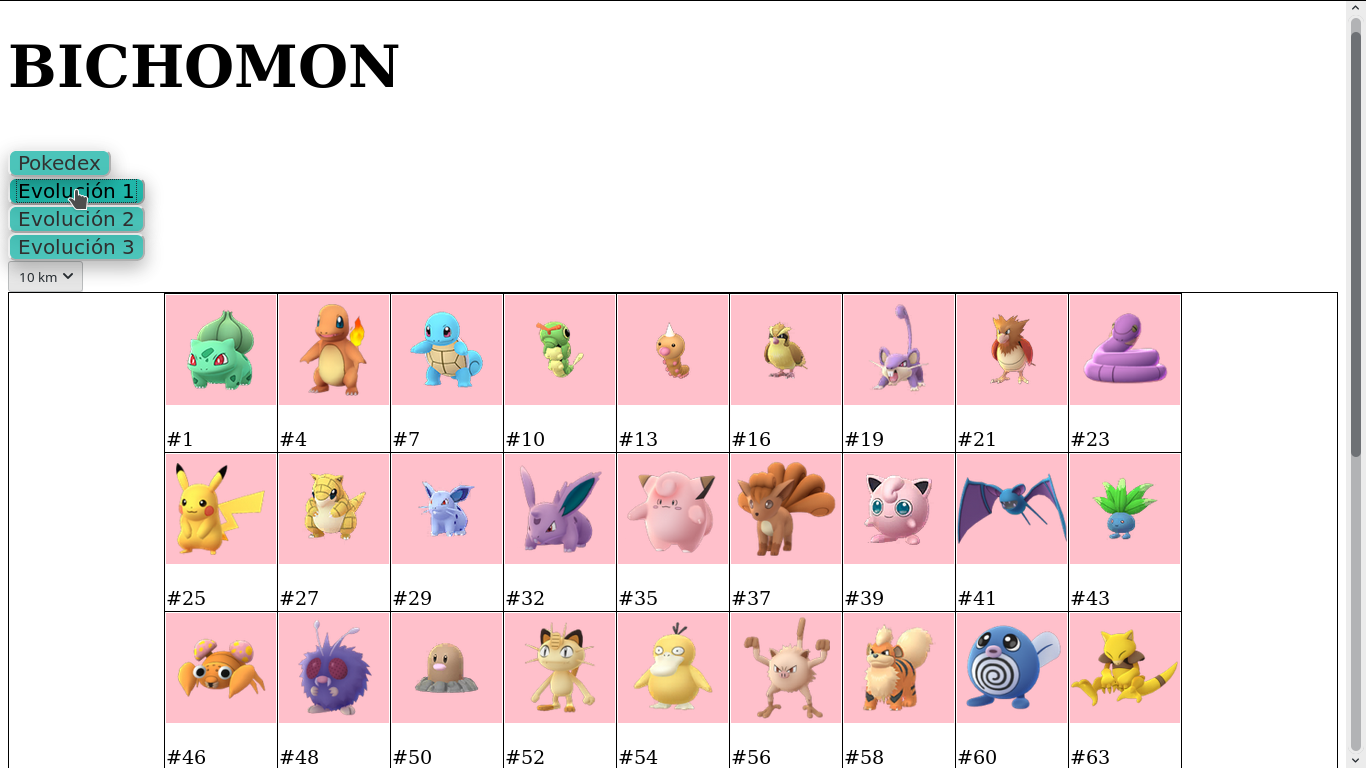 BICHOMON
Pokedex
Evolución 1
Evolución 2
Evolución 3
10 km
#1 #4 #7 #10 #13 #16 #19 #21 #23
#25 #27 #29 #32 #35 #37 #39 #41 #43
#46 #48 #50 #52 #54 #56 #58 #60 #63